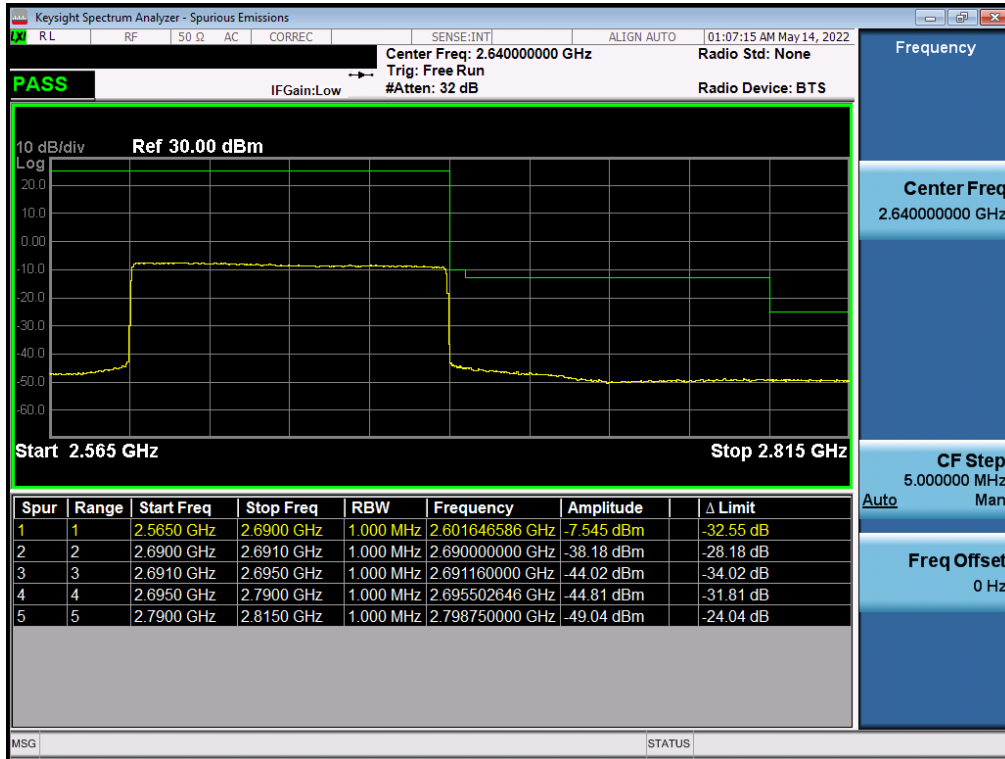 Keysight Spectrum Analyzer - Spurious Emissions
LXI RL RF 50 Ω AC CORREC SENSE:INT ALIGN AUTO 01:07:15 AM May 14, 2022
Center Freq: 2.640000000 GHz Radio Std: None
Trig: Free Run
PASS IFGain:Low #Atten: 32 dB Radio Device: BTS
10 dB/div Ref 30.00 dBm
Log
20.0
10.0
0.00
-10.0
-20.0
-30.0
-40.0
-50.0
-60.0
Start 2.565 GHz Stop 2.815 GHz
Spur Range Start Freq Stop Freq RBW Frequency Amplitude Δ Limit
1 1 2.5650 GHz 2.6900 GHz 1.000 MHz 2.601646586 GHz -7.545 dBm -32.55 dB
2 2 2.6900 GHz 2.6910 GHz 1.000 MHz 2.690000000 GHz -38.18 dBm -28.18 dB
3 3 2.6910 GHz 2.6950 GHz 1.000 MHz 2.691160000 GHz -44.02 dBm -34.02 dB
4 4 2.6950 GHz 2.7900 GHz 1.000 MHz 2.695502646 GHz -44.81 dBm -31.81 dB
5 5 2.7900 GHz 2.8150 GHz 1.000 MHz 2.798750000 GHz -49.04 dBm -24.04 dB
MSG STATUS
Frequency
Center Freq
2.640000000 GHz
CF Step
5.000000 MHz
Auto Man
Freq Offset
0 Hz